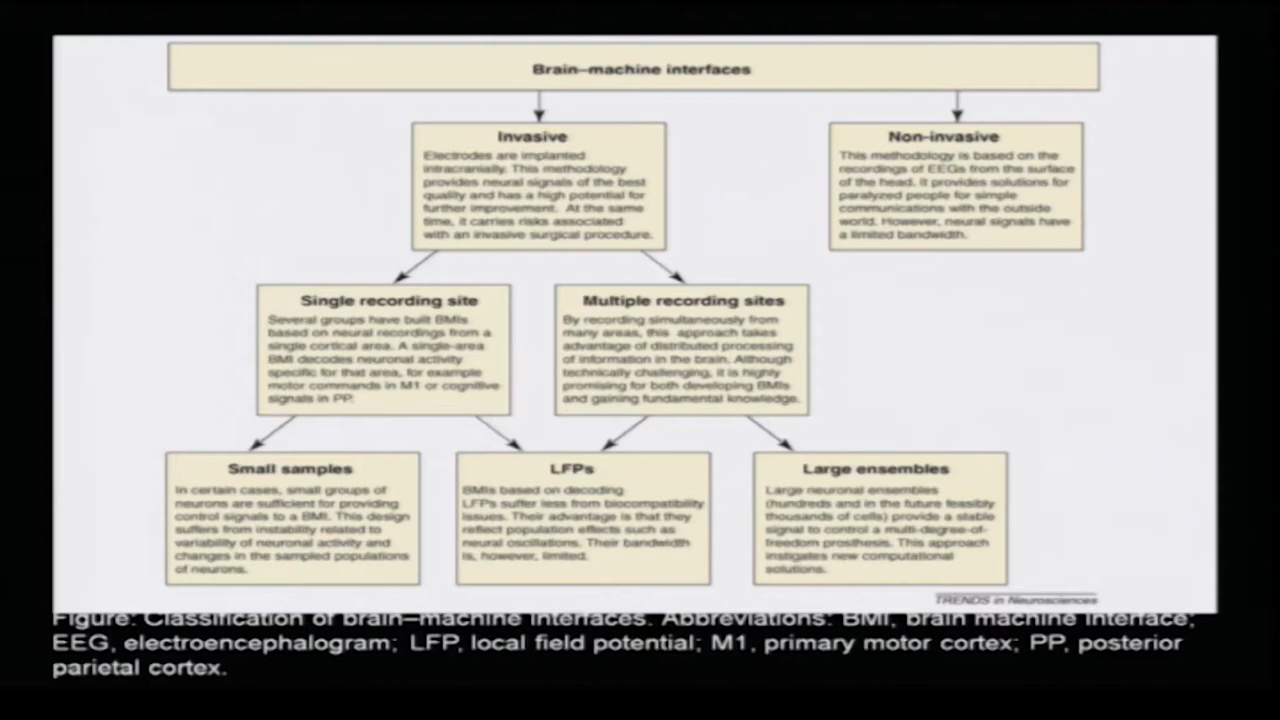 Brain–machine interfaces
Invasive
Electrodes are implanted
intracranially. This methodology
provides neural signals of the best
quality and has a high potential for
further improvement. At the same
time, it carries risks associated
with an invasive surgical procedure.
Non-invasive
This methodology is based on the
recordings of EEGs from the surface
of the head. It provides solutions for
paralyzed people for simple
communications with the outside
world. However, neural signals have
a limited bandwidth.
Single recording site
Several groups have built BMIs
based on neural recordings from a
single cortical area. A single-area
BMI decodes neuronal activity
specific for that area, for example
motor commands in M1 or cognitive
signals in PP.
Multiple recording sites
By recording simultaneously from
many areas, this approach takes
advantage of distributed processing
of information in the brain. Although
technically challenging, it is highly
promising for both developing BMIs
and gaining fundamental knowledge.
Small samples
In certain cases, small groups of
neurons are sufficient for providing
control signals to a BMI. This design
suffers from instability related to
variability of neuronal activity and
changes in the sampled populations
of neurons.
LFPs
BMIs based on decoding
LFPs suffer less from biocompatibility
issues. Their advantage is that they
reflect population effects such as
neural oscillations. Their bandwidth
is, however, limited.
Large ensembles
Large neuronal ensembles
(hundreds and in the future feasibly
thousands of cells) provide a stable
signal to control a multi-degree-of-
freedom prosthesis. This approach
instigates new computational
solutions.
TRENDS in Neurosciences
Figure: Classification of brain–machine interfaces. Abbreviations: BMI, brain machine interface;
EEG, electroencephalogram; LFP, local field potential; M1, primary motor cortex; PP, posterior
parietal cortex.